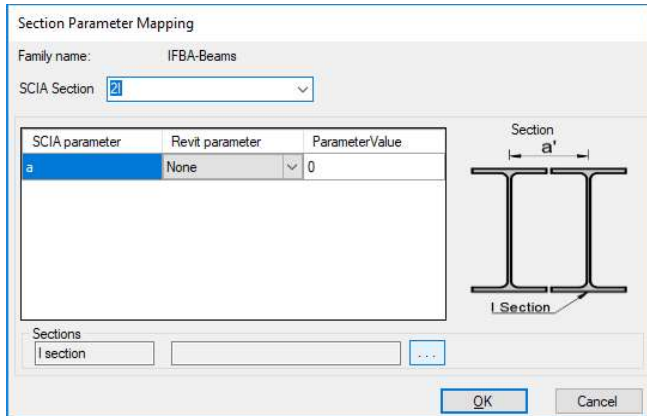 Section Parameter Mapping
Family name: IFBA-Beams
SCIA Section 2I
SCIA parameter Revit parameter ParameterValue
a None 0
Section
a'
I Section
Sections
I section ...
OK Cancel